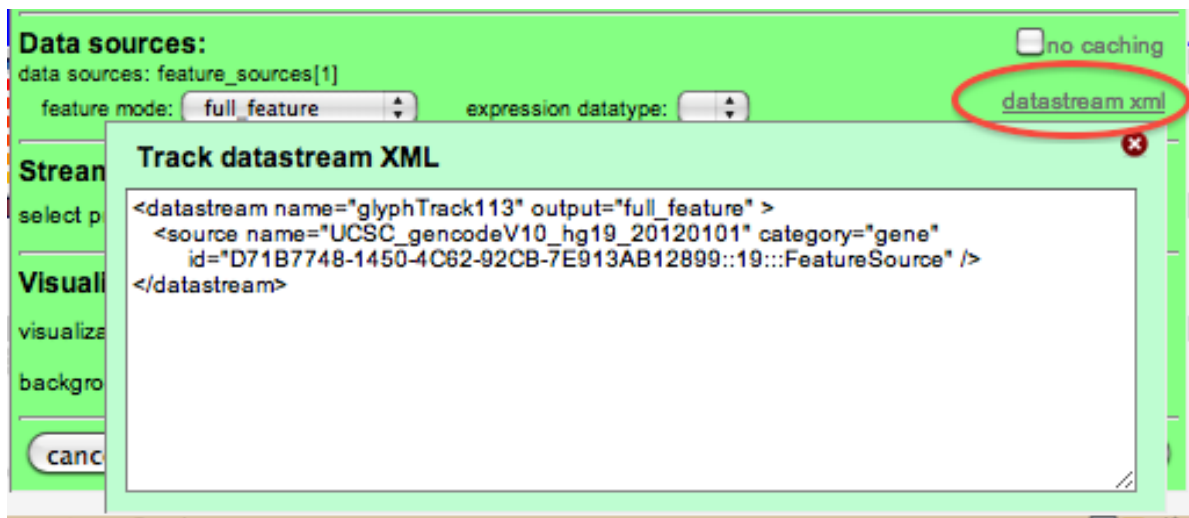 Data sources:
no caching
data sources: feature_sources[1]
feature mode: full_feature expression datatype:
datastream xml
Track datastream XML
<datastream name="glyphTrack113" output="full_feature" >
<source name="UCSC_gencodeV10_hg19_20120101" category="gene"
id="D71B7748-1450-4C62-92CB-7E913AB12899::19:::FeatureSource" />
</datastream>
select